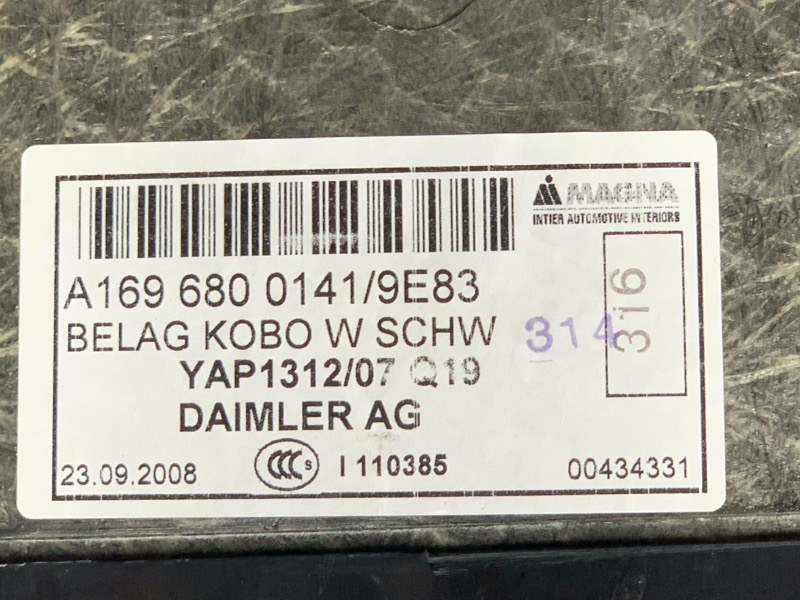 MAGNA
INTIER AUTOMOTIVE INTERIORS
A169 680 0141/9E83
BELAG KOBO W SCHW
314
316
YAP1312/07 Q19
DAIMLER AG
23.09.2008
CCC S
I 110385
00434331